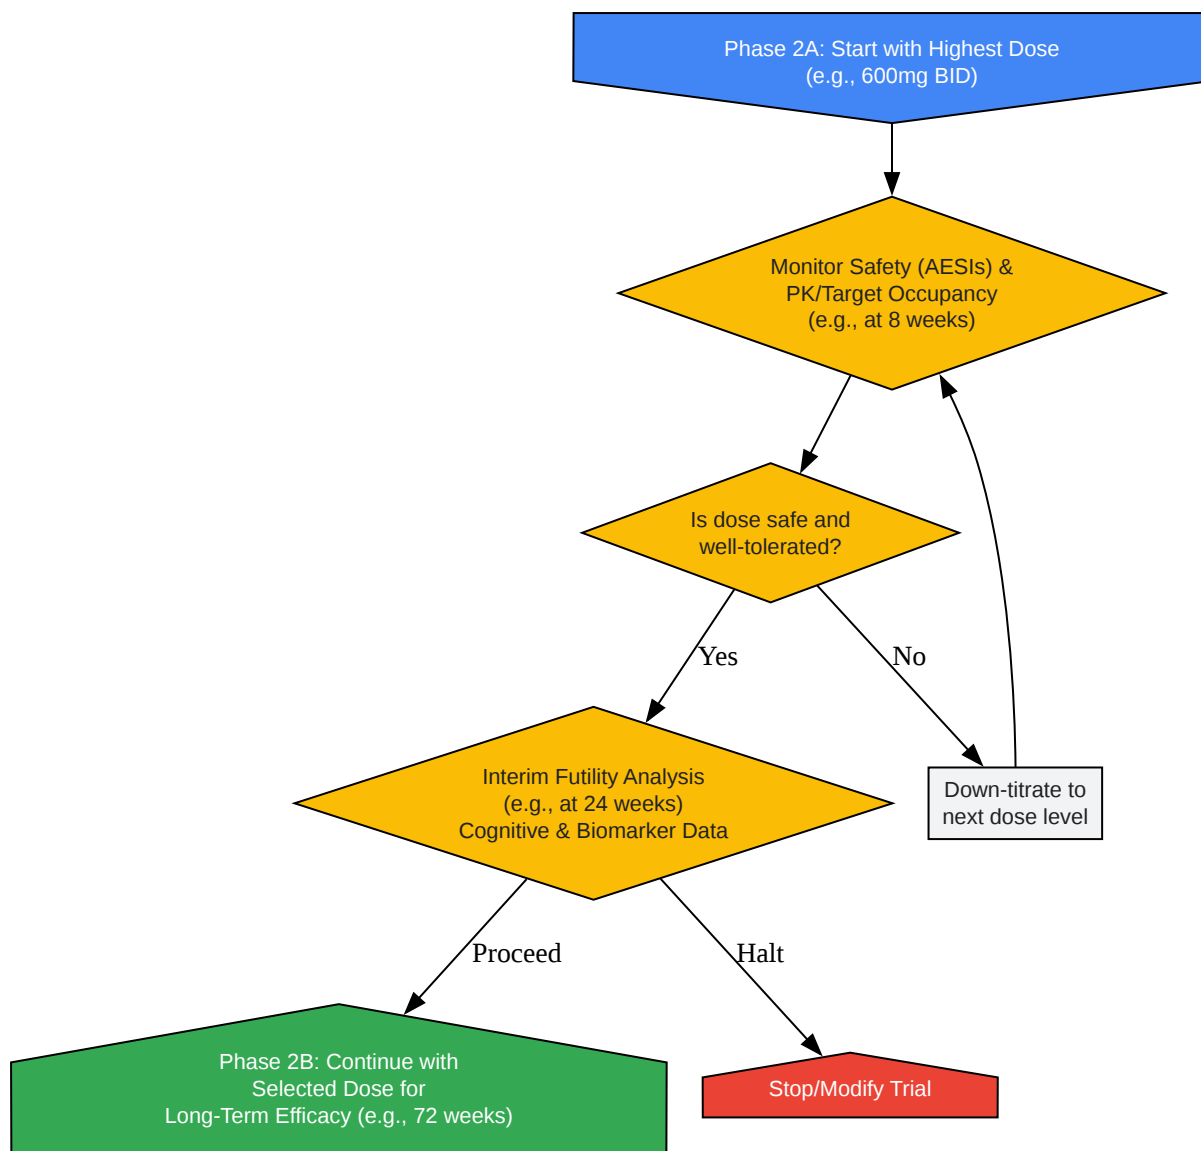 Phase 2A: Start with Highest Dose
(e.g., 600mg BID)
Monitor Safety (AESIs) &
PK/Target Occupancy
(e.g., at 8 weeks)
Is dose safe and
well-tolerated?
Yes
No
Interim Futility Analysis
(e.g., at 24 weeks)
Cognitive & Biomarker Data
Down-titrate to
next dose level
Proceed
Halt
Phase 2B: Continue with
Selected Dose for
Long-Term Efficacy (e.g., 72 weeks)
Stop/Modify Trial